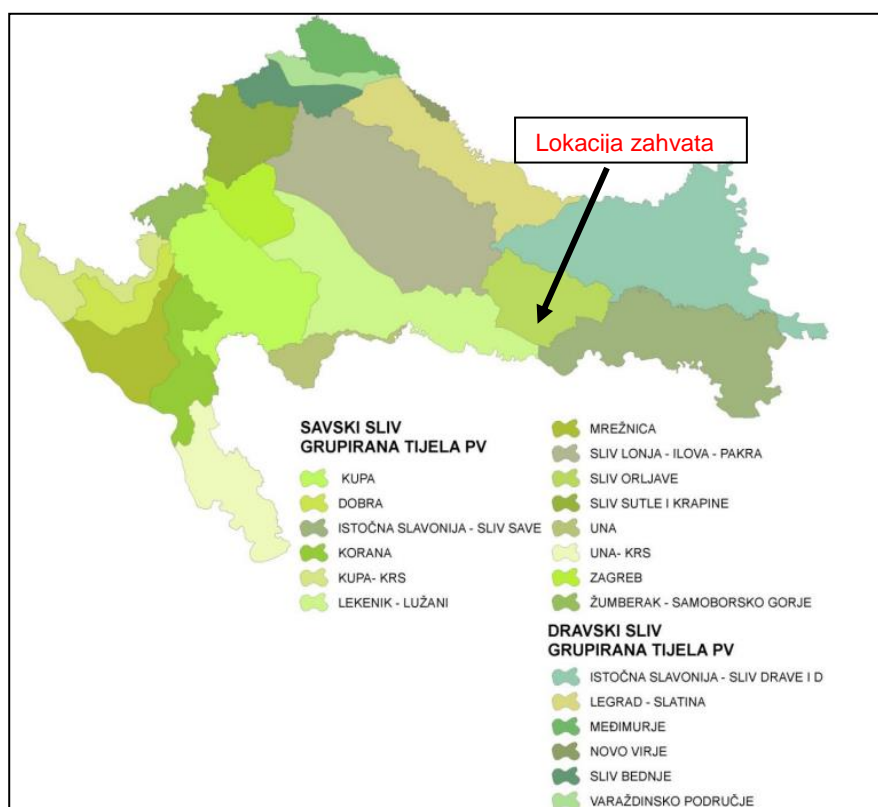 Lokacija zahvata
SAVSKI SLIV
GRUPIRANA TIJELA PV
KUPA
DOBRA
ISTOČNA SLAVONIJA - SLIV SAVE
KORANA
KUPA- KRS
LEKENIK - LUŽANI
MREŽNICA
SLIV LONJA - ILOVA - PAKRA
SLIV ORLJAVE
SLIV SUTLE I KRAPINE
UNA
UNA- KRS
ZAGREB
ŽUMBERAK - SAMOBORSKO GORJE
DRAVSKI SLIV
GRUPIRANA TIJELA PV
ISTOČNA SLAVONIJA - SLIV DRAVE I D
LEGRAD - SLATINA
MEĐIMURJE
NOVO VIRJE
SLIV BEDNJE
VARAŽDINSKO PODRUČJE